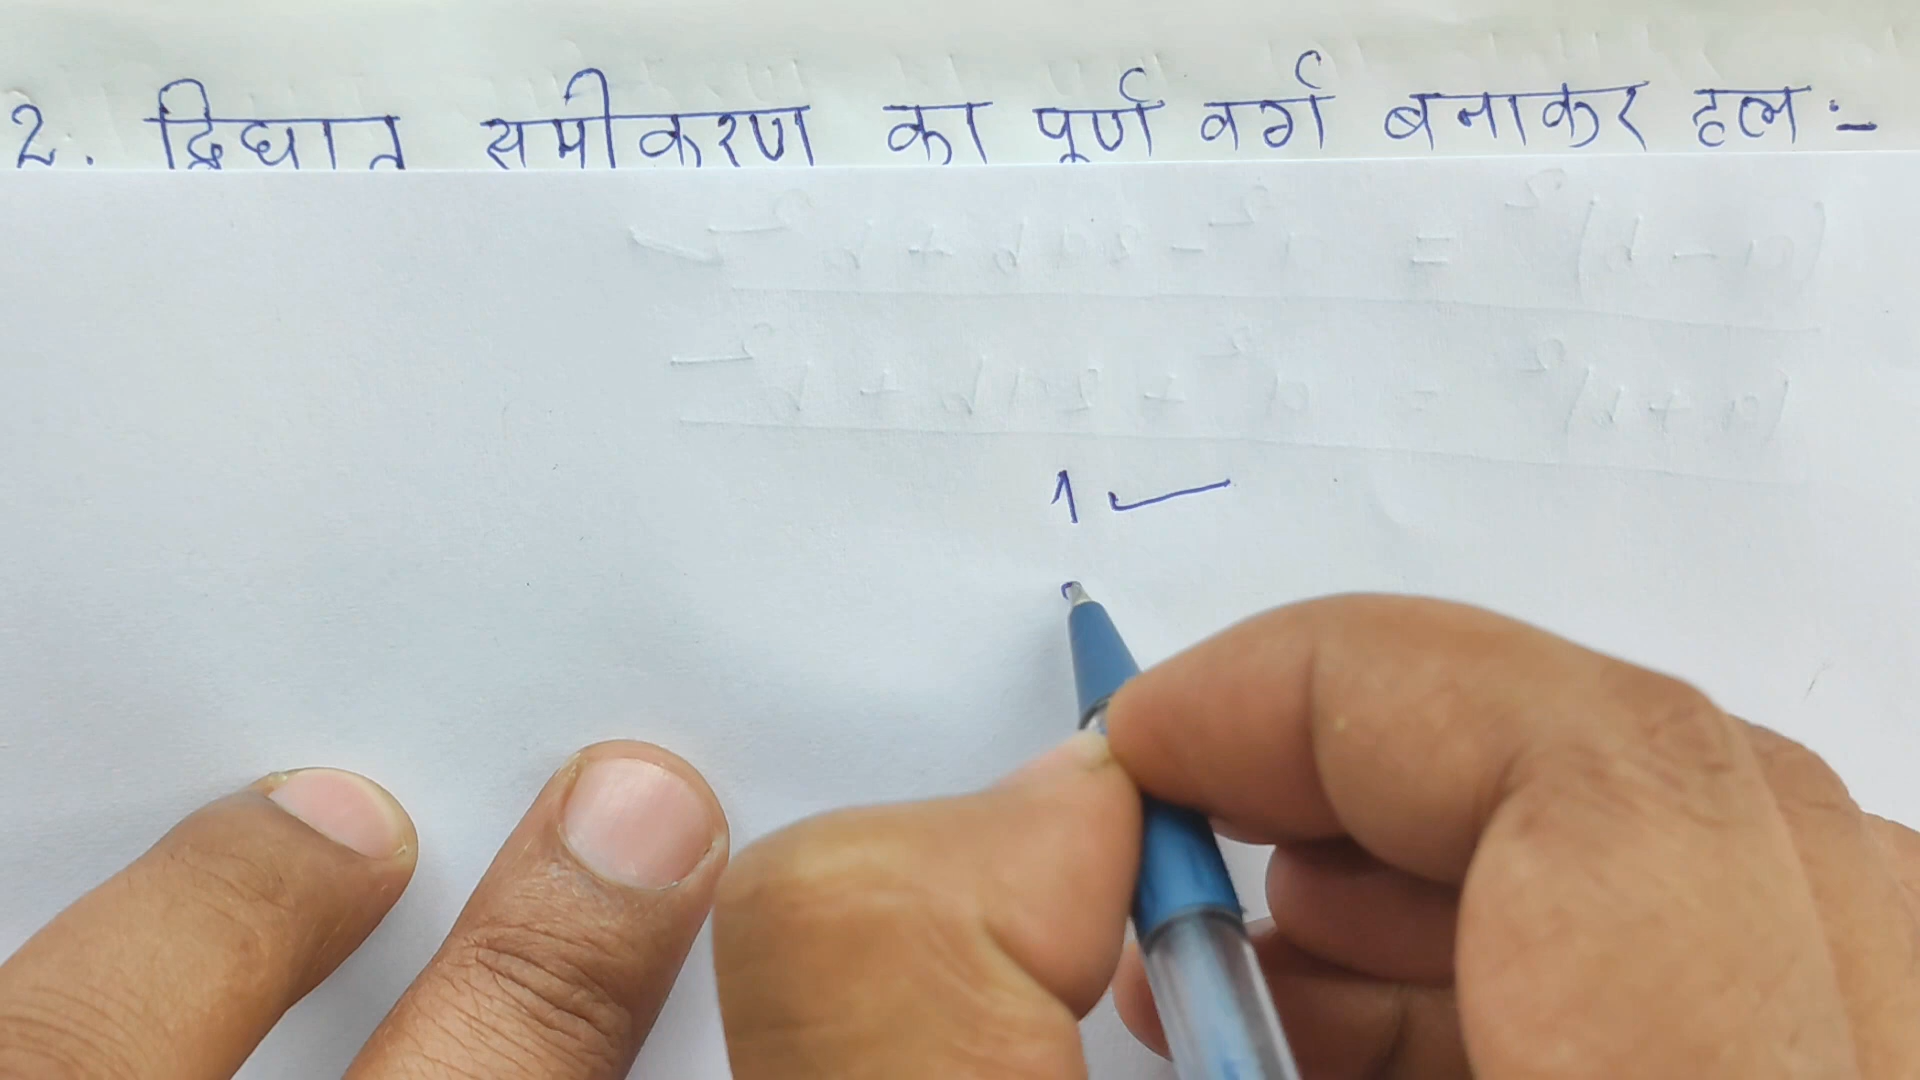 2. द्विघात समीकरण का पूर्ण वर्ग बनाकर हल :-
1